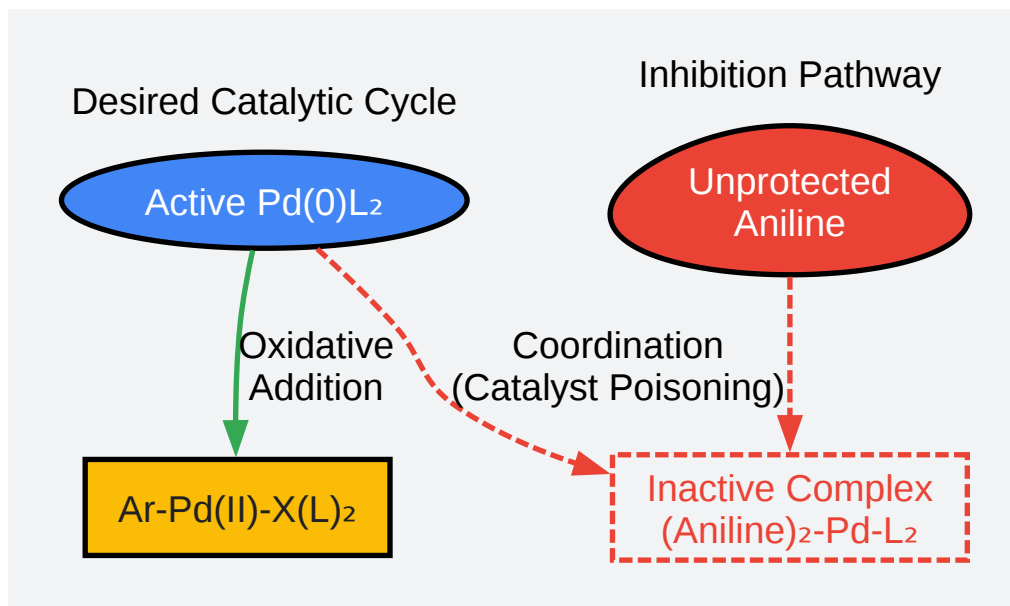 Desired Catalytic Cycle
Inhibition Pathway
Active Pd(0)L₂
Unprotected
Aniline
Oxidative
Addition
Coordination
(Catalyst Poisoning)
Ar-Pd(II)-X(L)₂
Inactive Complex
(Aniline)₂-Pd-L₂